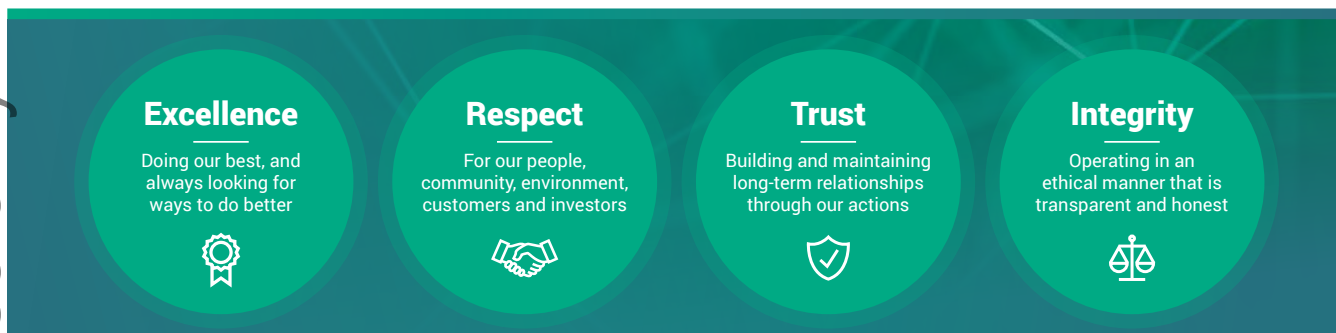 Excellence
Doing our best, and
always looking for
ways to do better
Respect
For our people,
community, environment,
customers and investors
Trust
Building and maintaining
long-term relationships
through our actions
Integrity
Operating in an
ethical manner that is
transparent and honest